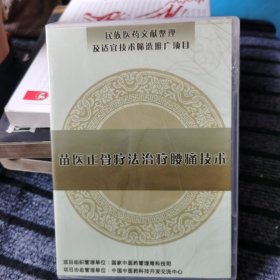 民族医药文献整理
及适宜技术筛选推广项目
苗医正骨疗法治疗腰痛技术
项目组织管理单位：国家中医药管理局科技司
项目协助管理单位：中国中医药科技开发交流中心